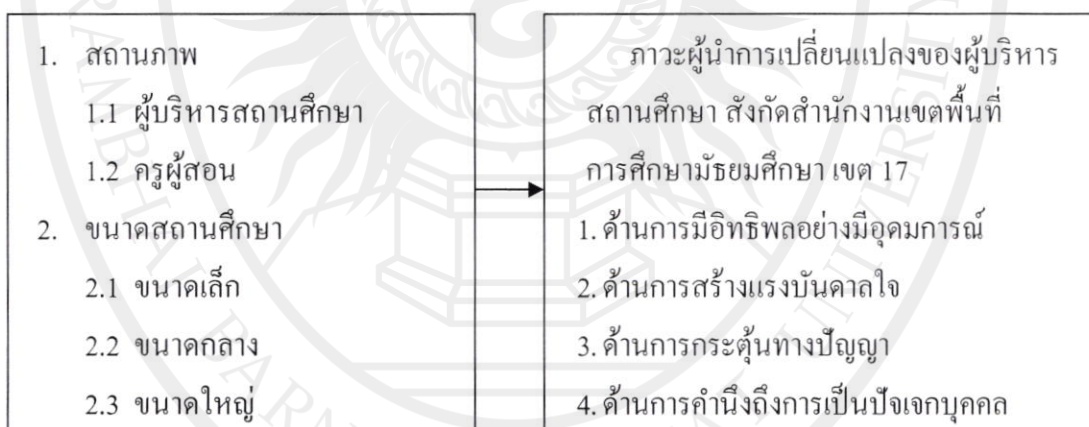 1. สถานภาพ
1.1 ผู้บริหารสถานศึกษา
1.2 ครูผู้สอน
2. ขนาดสถานศึกษา
2.1 ขนาดเล็ก
2.2 ขนาดกลาง
2.3 ขนาดใหญ่
ภาวะผู้นำการเปลี่ยนแปลงของผู้บริหาร
สถานศึกษา สังกัดสำนักงานเขตพื้นที่
การศึกษามัธยมศึกษา เขต 17
1. ด้านการมีอิทธิพลอย่างมีอุดมการณ์
2. ด้านการสร้างแรงบันดาลใจ
3. ด้านการกระตุ้นทางปัญญา
4. ด้านการคำนึงถึงการเป็นปัจเจกบุคคล